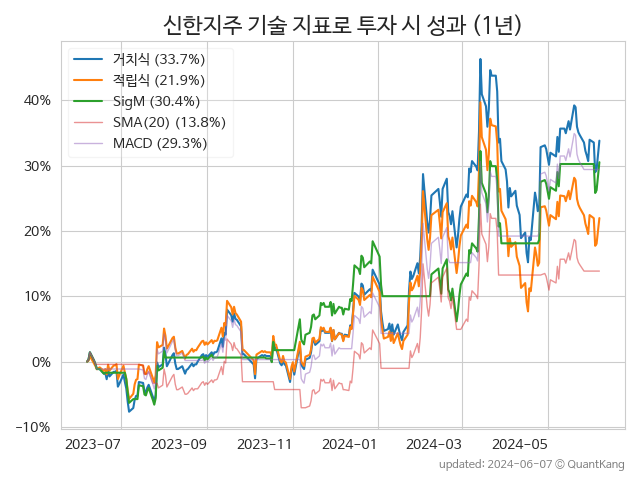 신한지주 기술 지표로 투자 시 성과 (1년)
거치식 (33.7%)
적립식 (21.9%)
SigM (30.4%)
SMA(20) (13.8%)
MACD (29.3%)
40%
30%
20%
10%
0%
−10%
2023-07 2023-09 2023-11 2024-01 2024-03 2024-05
updated: 2024-06-07 © QuantKang